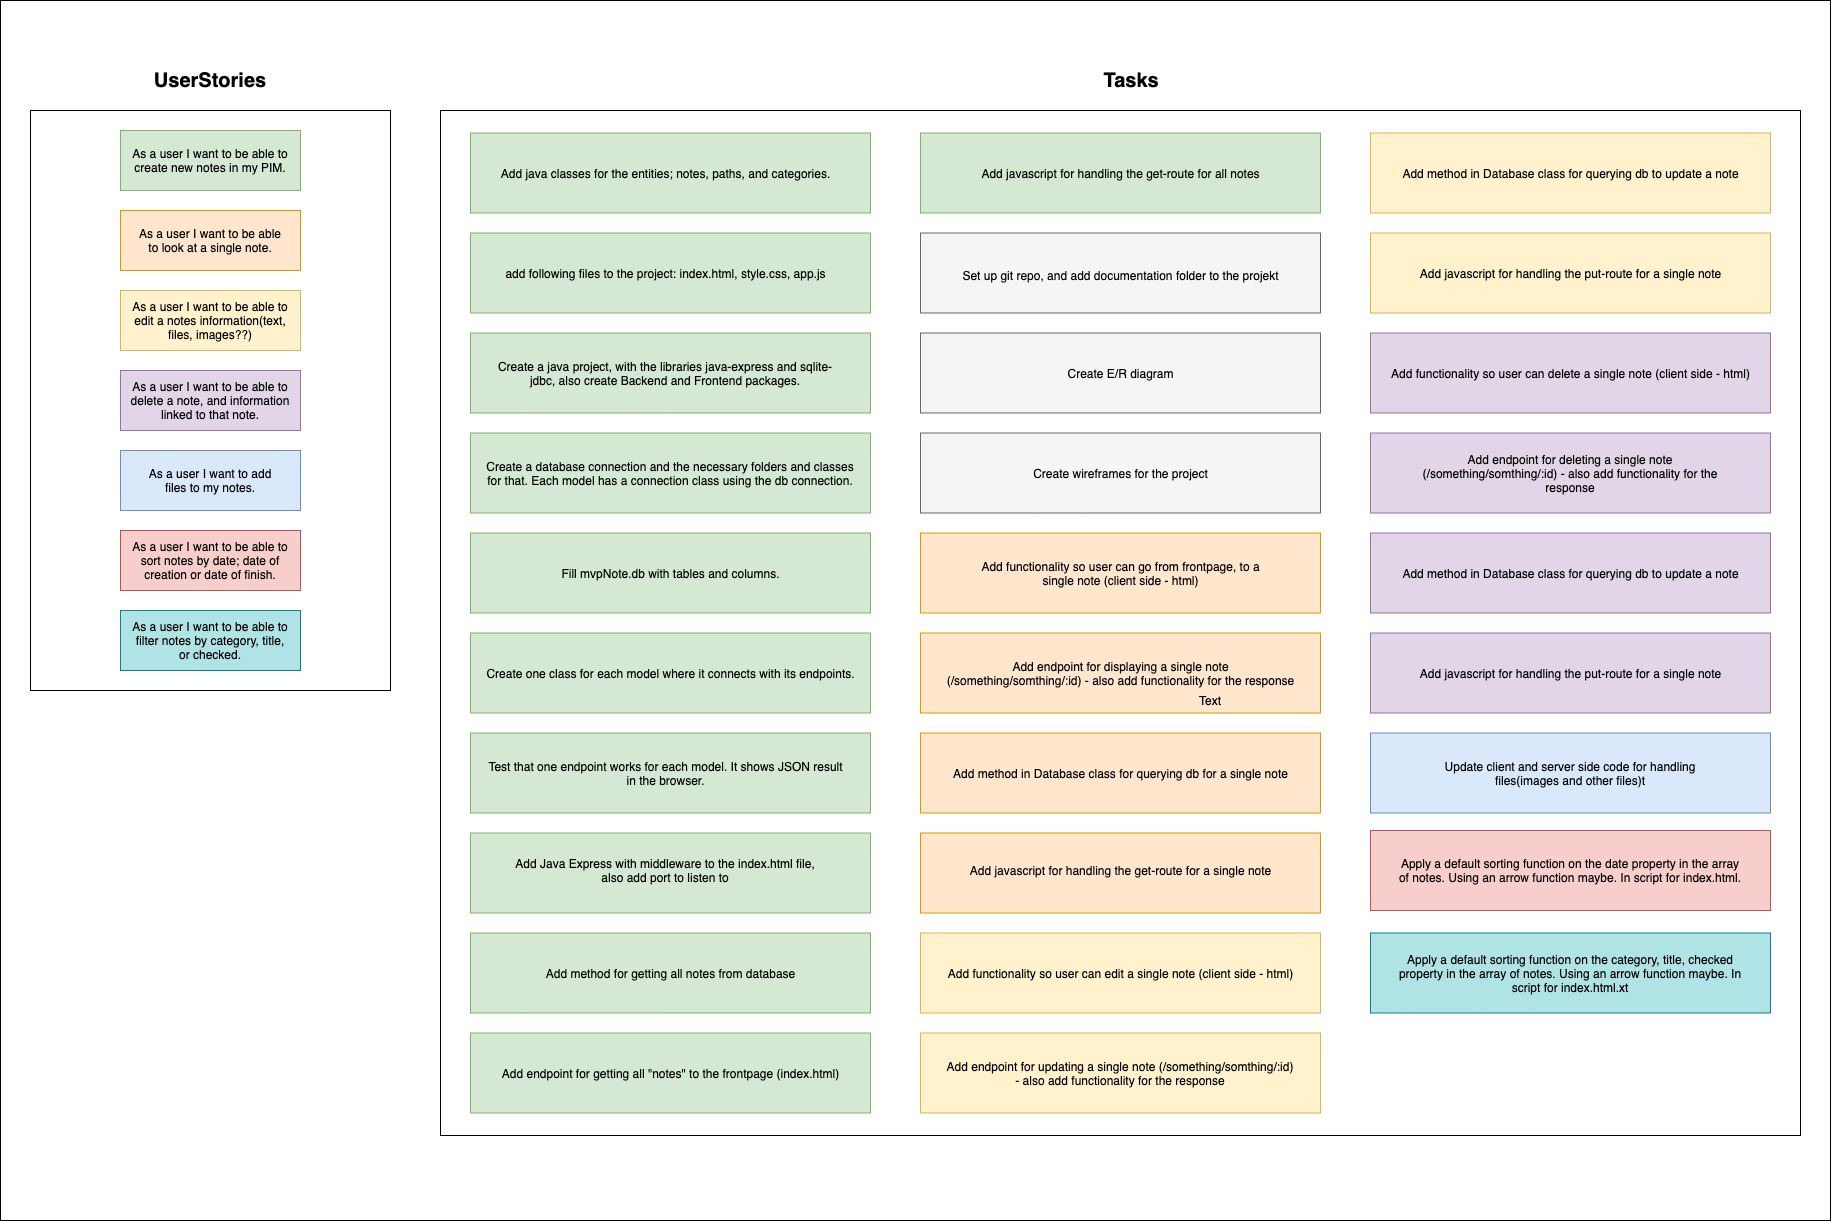 UserStories
As a user I want to be able to
create new notes in my PIM.
As a user I want to be able
to look at a single note.
As a user I want to be able to
edit a notes information(text,
files, images??)
As a user I want to be able to
delete a note, and information
linked to that note.
As a user I want to add
files to my notes.
As a user I want to be able to
sort notes by date; date of
creation or date of finish.
As a user I want to be able to
filter notes by category, title,
or checked.
Tasks
Add java classes for the entities; notes, paths, and categories.
add following files to the project: index.html, style.css, app.js
Create a java project, with the libraries java-express and sqlite-
jdbc, also create Backend and Frontend packages.
Create a database connection and the necessary folders and classes
for that. Each model has a connection class using the db connection.
Fill mvpNote.db with tables and columns.
Create one class for each model where it connects with its endpoints.
Test that one endpoint works for each model. It shows JSON result
in the browser.
Add Java Express with middleware to the index.html file,
also add port to listen to
Add method for getting all notes from database
Add endpoint for getting all "notes" to the frontpage (index.html)
Add javascript for handling the get-route for all notes
Set up git repo, and add documentation folder to the projekt
Create E/R diagram
Create wireframes for the project
Add functionality so user can go from frontpage, to a
single note (client side - html)
Add endpoint for displaying a single note
(/something/somthing/:id) - also add functionality for the response
Text
Add method in Database class for querying db for a single note
Add javascript for handling the get-route for a single note
Add functionality so user can edit a single note (client side - html)
Add endpoint for updating a single note (/something/somthing/:id)
- also add functionality for the response
Add method in Database class for querying db to update a note
Add javascript for handling the put-route for a single note
Add functionality so user can delete a single note (client side - html)
Add endpoint for deleting a single note
(/something/somthing/:id) - also add functionality for the
response
Add method in Database class for querying db to update a note
Add javascript for handling the put-route for a single note
Update client and server side code for handling
files(images and other files)t
Apply a default sorting function on the date property in the array
of notes. Using an arrow function maybe. In script for index.html.
Apply a default sorting function on the category, title, checked
property in the array of notes. Using an arrow function maybe. In
script for index.html.xt